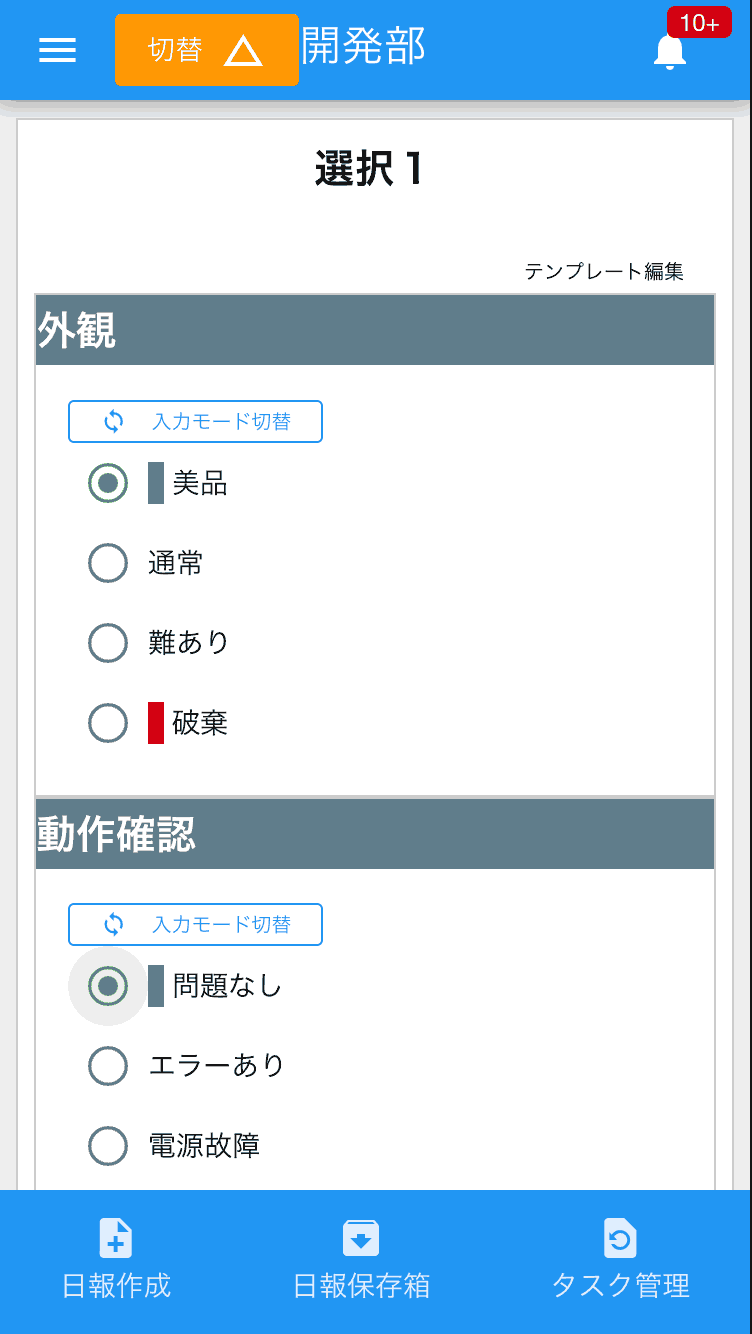 切替 開発部 10+
選択1
テンプレート編集
外観
入力モード切替
美品
通常
難あり
破棄
動作確認
入力モード切替
問題なし
エラーあり
電源故障
日報作成 日報保存箱 タスク管理